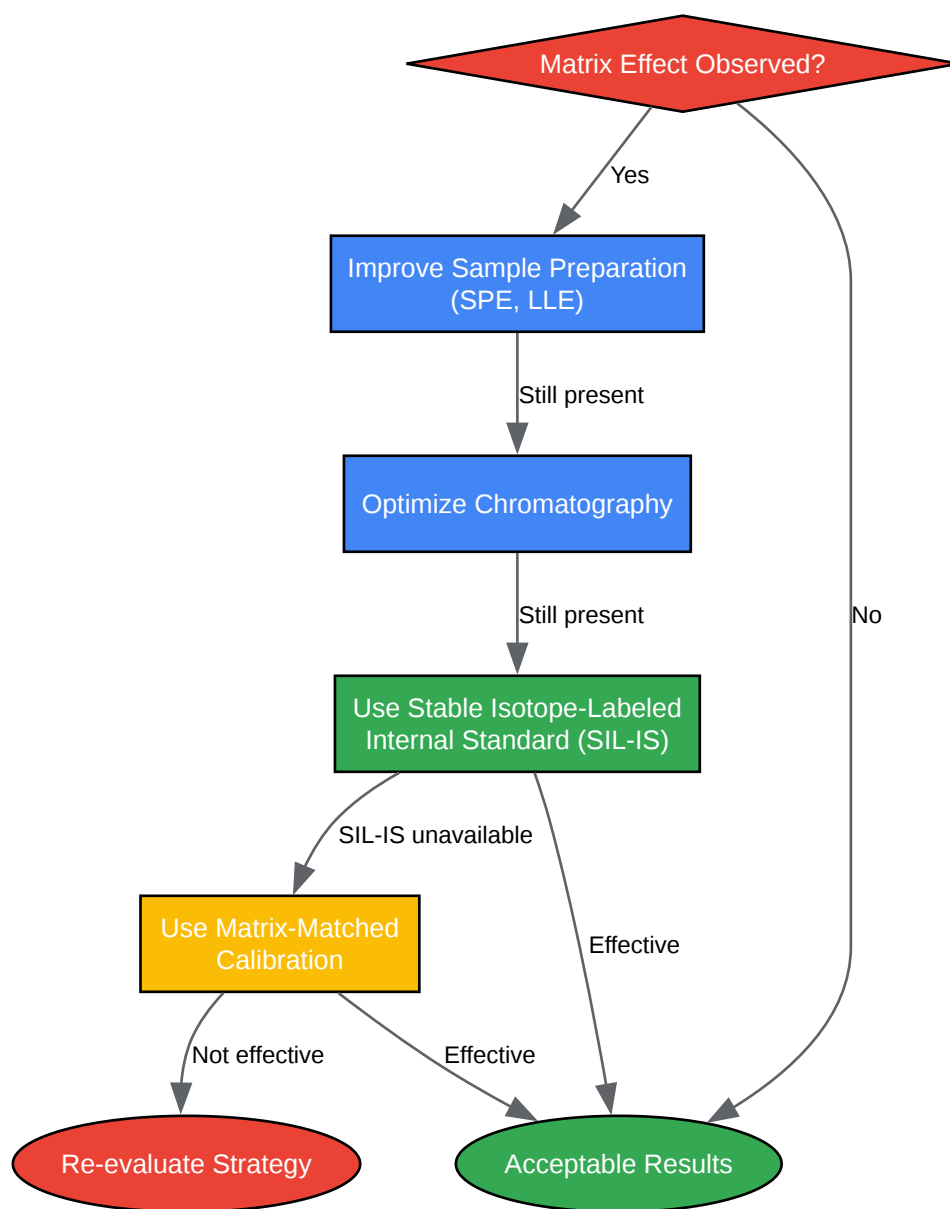 Matrix Effect Observed?
Yes
Improve Sample Preparation
(SPE, LLE)
Still present
Optimize Chromatography
No
Still present
Use Stable Isotope-Labeled
Internal Standard (SIL-IS)
SIL-IS unavailable
Use Matrix-Matched
Calibration
Effective
Not effective
Effective
Re-evaluate Strategy
Acceptable Results